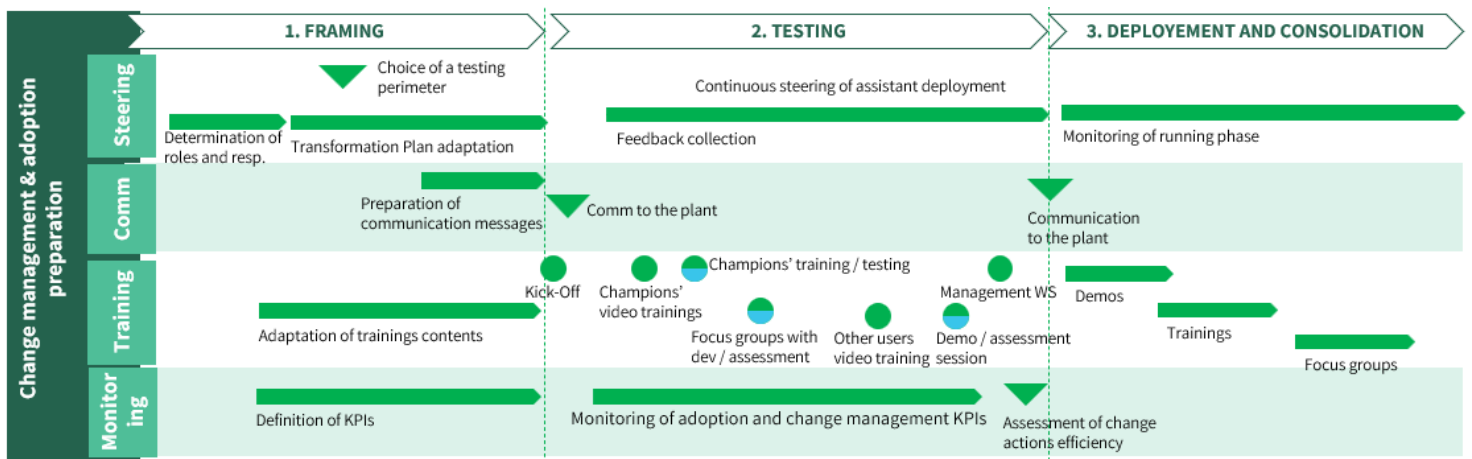 Change management & adoption
preparation
1. FRAMING
2. TESTING
3. DEPLOYEMENT AND CONSOLIDATION
Steering
Choice of a testing
perimeter
Determination of
roles and resp.
Transformation Plan adaptation
Continuous steering of assistant deployment
Feedback collection
Monitoring of running phase
Comm
Preparation of
communication messages
Comm to the plant
Communication
to the plant
Training
Adaptation of trainings contents
Kick-Off
Champions'
video trainings
Champions' training / testing
Focus groups with
dev / assessment
Other users
video training
Demo / assessment
session
Management WS
Demos
Trainings
Focus groups
Monitor
ing
Definition of KPIs
Monitoring of adoption and change management KPIs
Assessment of change
actions efficiency